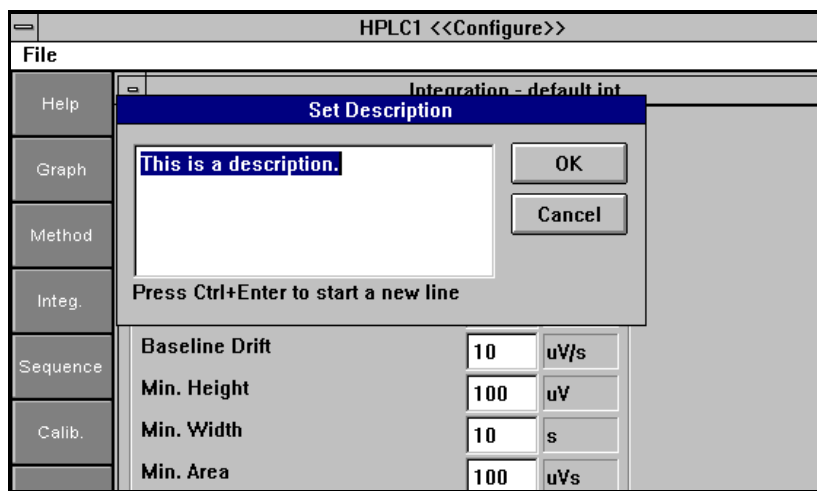 HPLC1 <<Configure>>
File
Help
Graph
Method
Integ.
Sequence
Calib.
Integration - default int
Set Description
This is a description.
OK
Cancel
Press Ctrl+Enter to start a new line
Baseline Drift 10 uV/s
Min. Height 100 uV
Min. Width 10 s
Min. Area 100 uVs